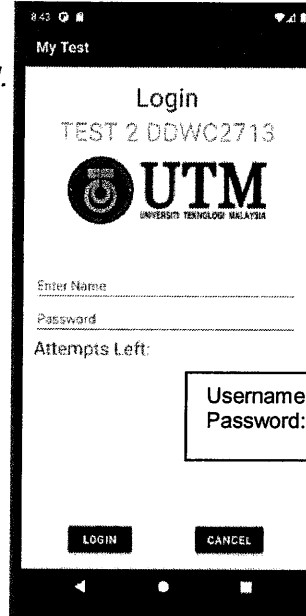 8:43
My Test
Login
TEST 2 DDWC2713
UTM
UNIVERSITI TEKNOLOGI MALAYSIA
Enter Name
Password
Attempts Left:
Username
Password:
LOGIN
CANCEL